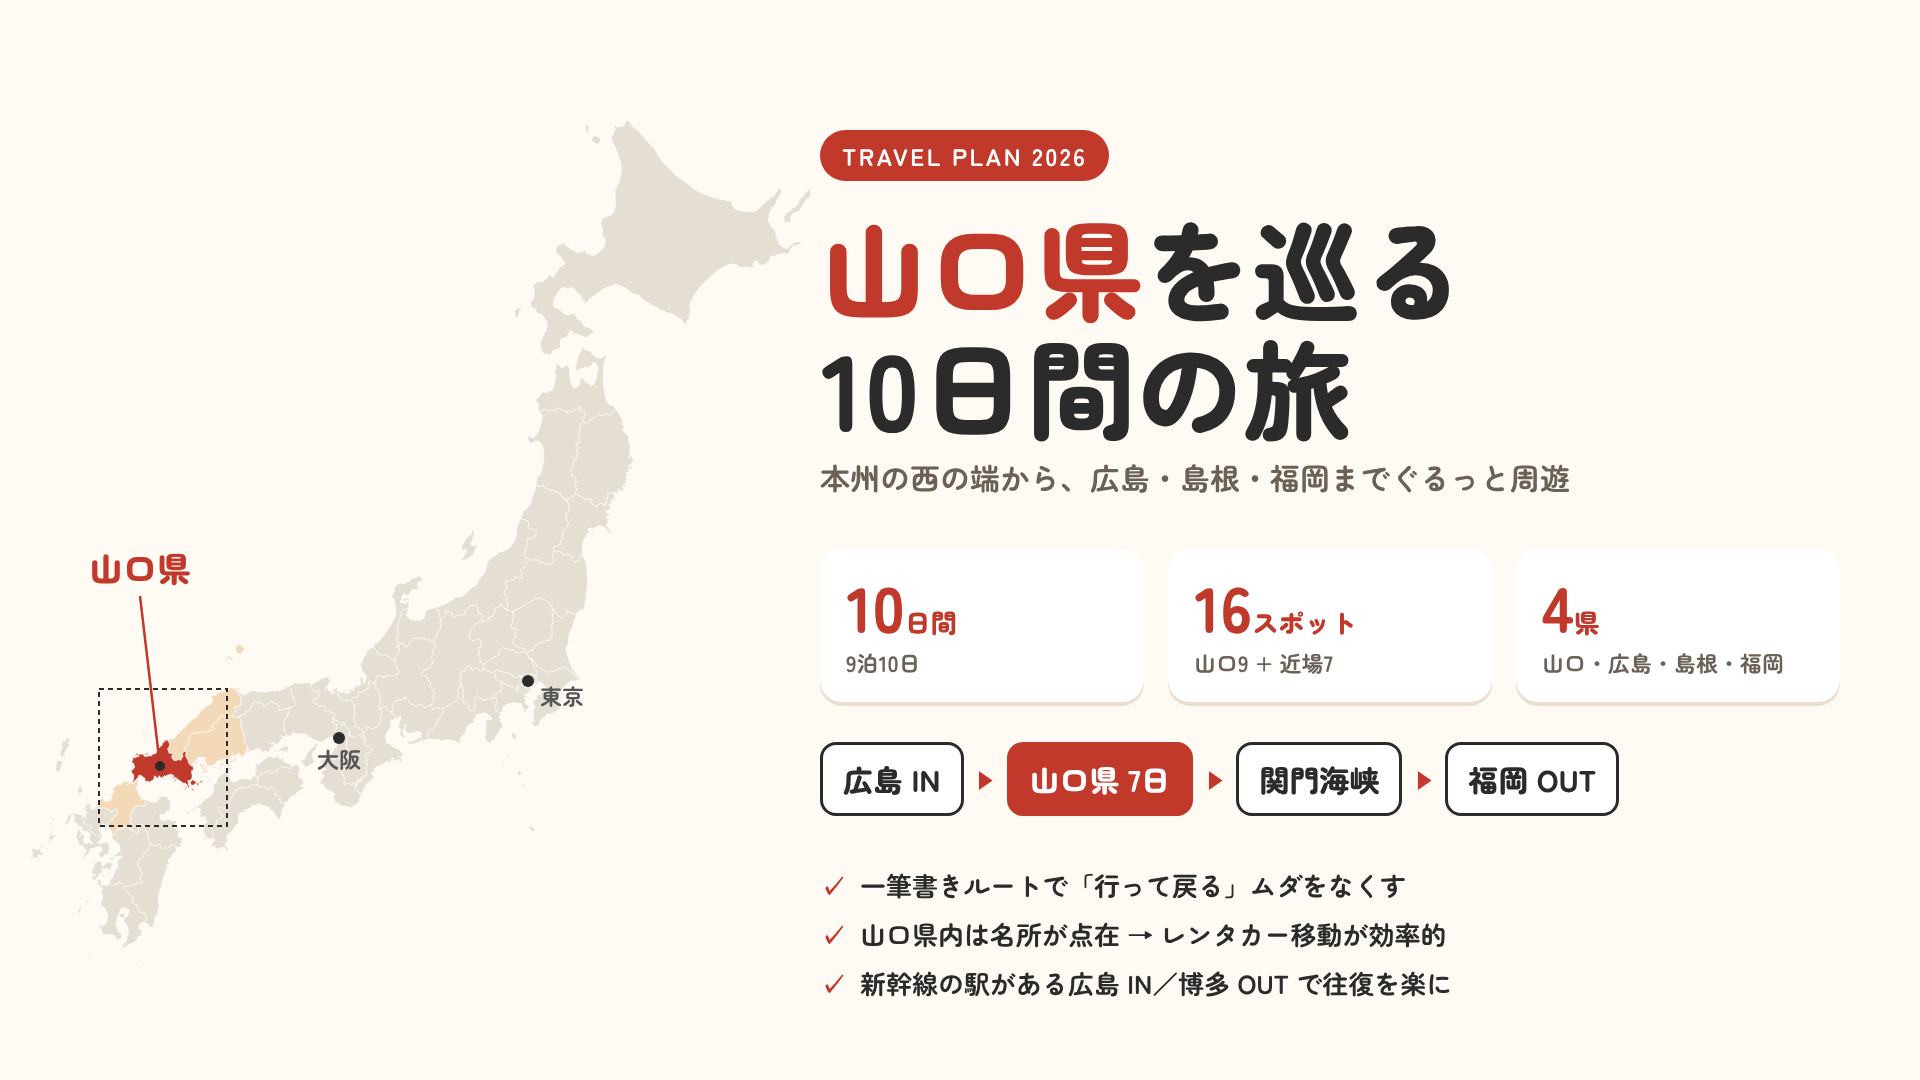 TRAVEL PLAN 2026
山口県を巡る
10日間の旅
本州の西の端から、広島・島根・福岡までぐるっと周遊
山口県
東京
大阪
10日間
9泊10日
16スポット
山口9 + 近場7
4県
山口・広島・島根・福岡
広島 IN ▶ 山口県 7日 ▶ 関門海峡 ▶ 福岡 OUT
✓ 一筆書きルートで「行って戻る」ムダをなくす
✓ 山口県内は名所が点在 → レンタカー移動が効率的
✓ 新幹線の駅がある広島 IN／博多 OUT で往復を楽に